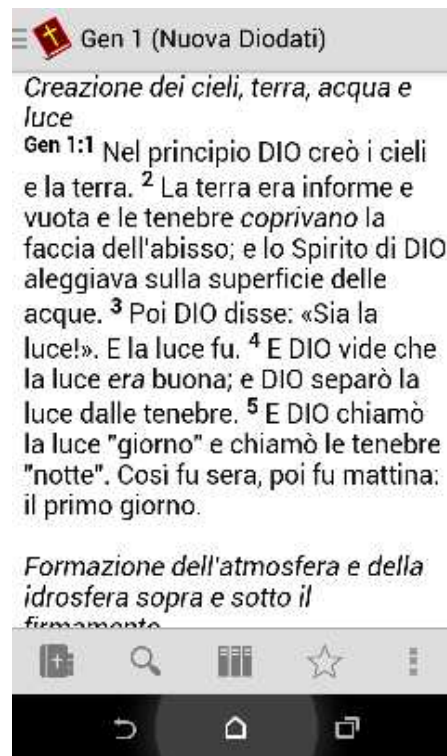 Gen 1 (Nuova Diodati)
Creazione dei cieli, terra, acqua e
luce
Gen 1:1 Nel principio DIO creò i cieli
e la terra. 2 La terra era informe e
vuota e le tenebre coprivano la
faccia dell'abisso; e lo Spirito di DIO
aleggiava sulla superficie delle
acque. 3 Poi DIO disse: «Sia la
luce!». E la luce fu. 4 E DIO vide che
la luce era buona; e DIO separò la
luce dalle tenebre. 5 E DIO chiamò
la luce "giorno" e chiamò le tenebre
"notte". Così fu sera, poi fu mattina:
il primo giorno.
Formazione dell'atmosfera e della
idrosfera sopra e sotto il
firmamento